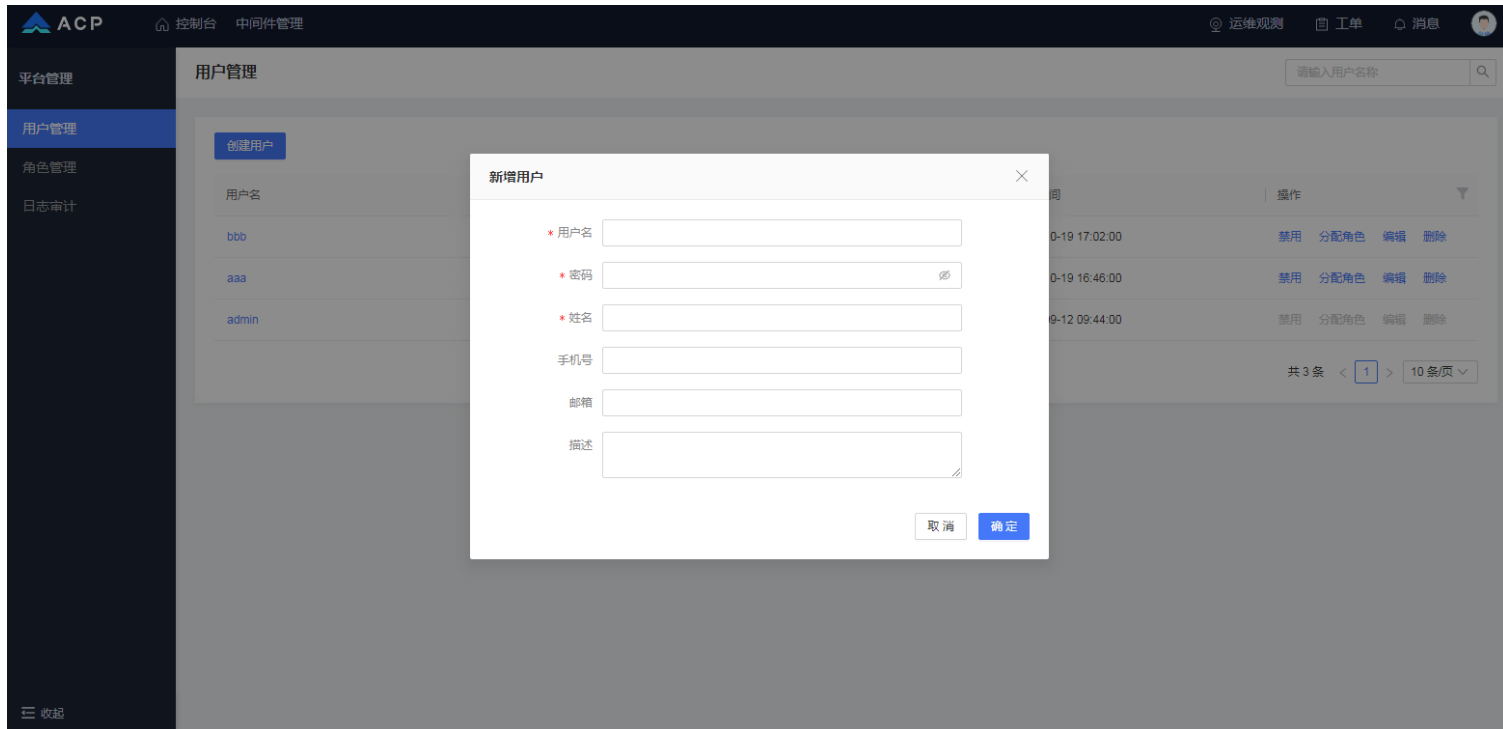 ACP 控制台 中间件管理 运维观测 工单 消息
平台管理
用户管理
角色管理
日志审计
收起
用户管理
请输入用户名称
创建用户
用户名 间 操作
bbb 0-19 17:02:00 禁用 分配角色 编辑 删除
aaa 0-19 16:46:00 禁用 分配角色 编辑 删除
admin 09-12 09:44:00 禁用 分配角色 编辑 删除
共 3 条 < 1 > 10 条/页
新增用户
* 用户名
* 密码
* 姓名
手机号
邮箱
描述
取 消 确 定